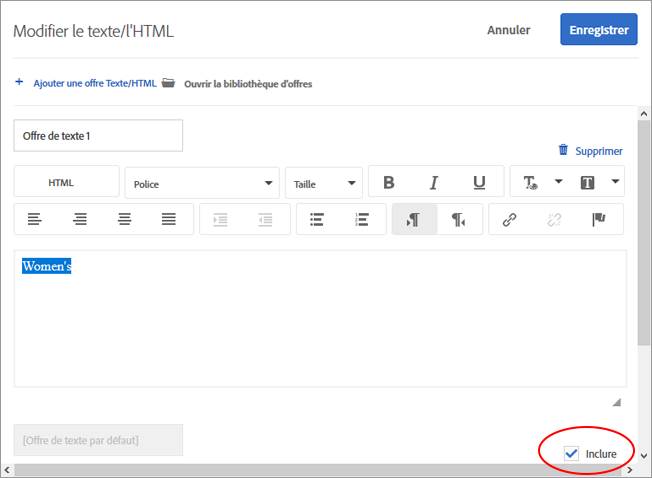 Modifier le texte/l'HTML
Annuler
Enregistrer
+ Ajouter une offre Texte/HTML
Ouvrir la bibliothèque d'offres
Offre de texte 1
Supprimer
HTML
Police
Taille
B I U T T
Women's
[Offre de texte par défaut]
Inclure